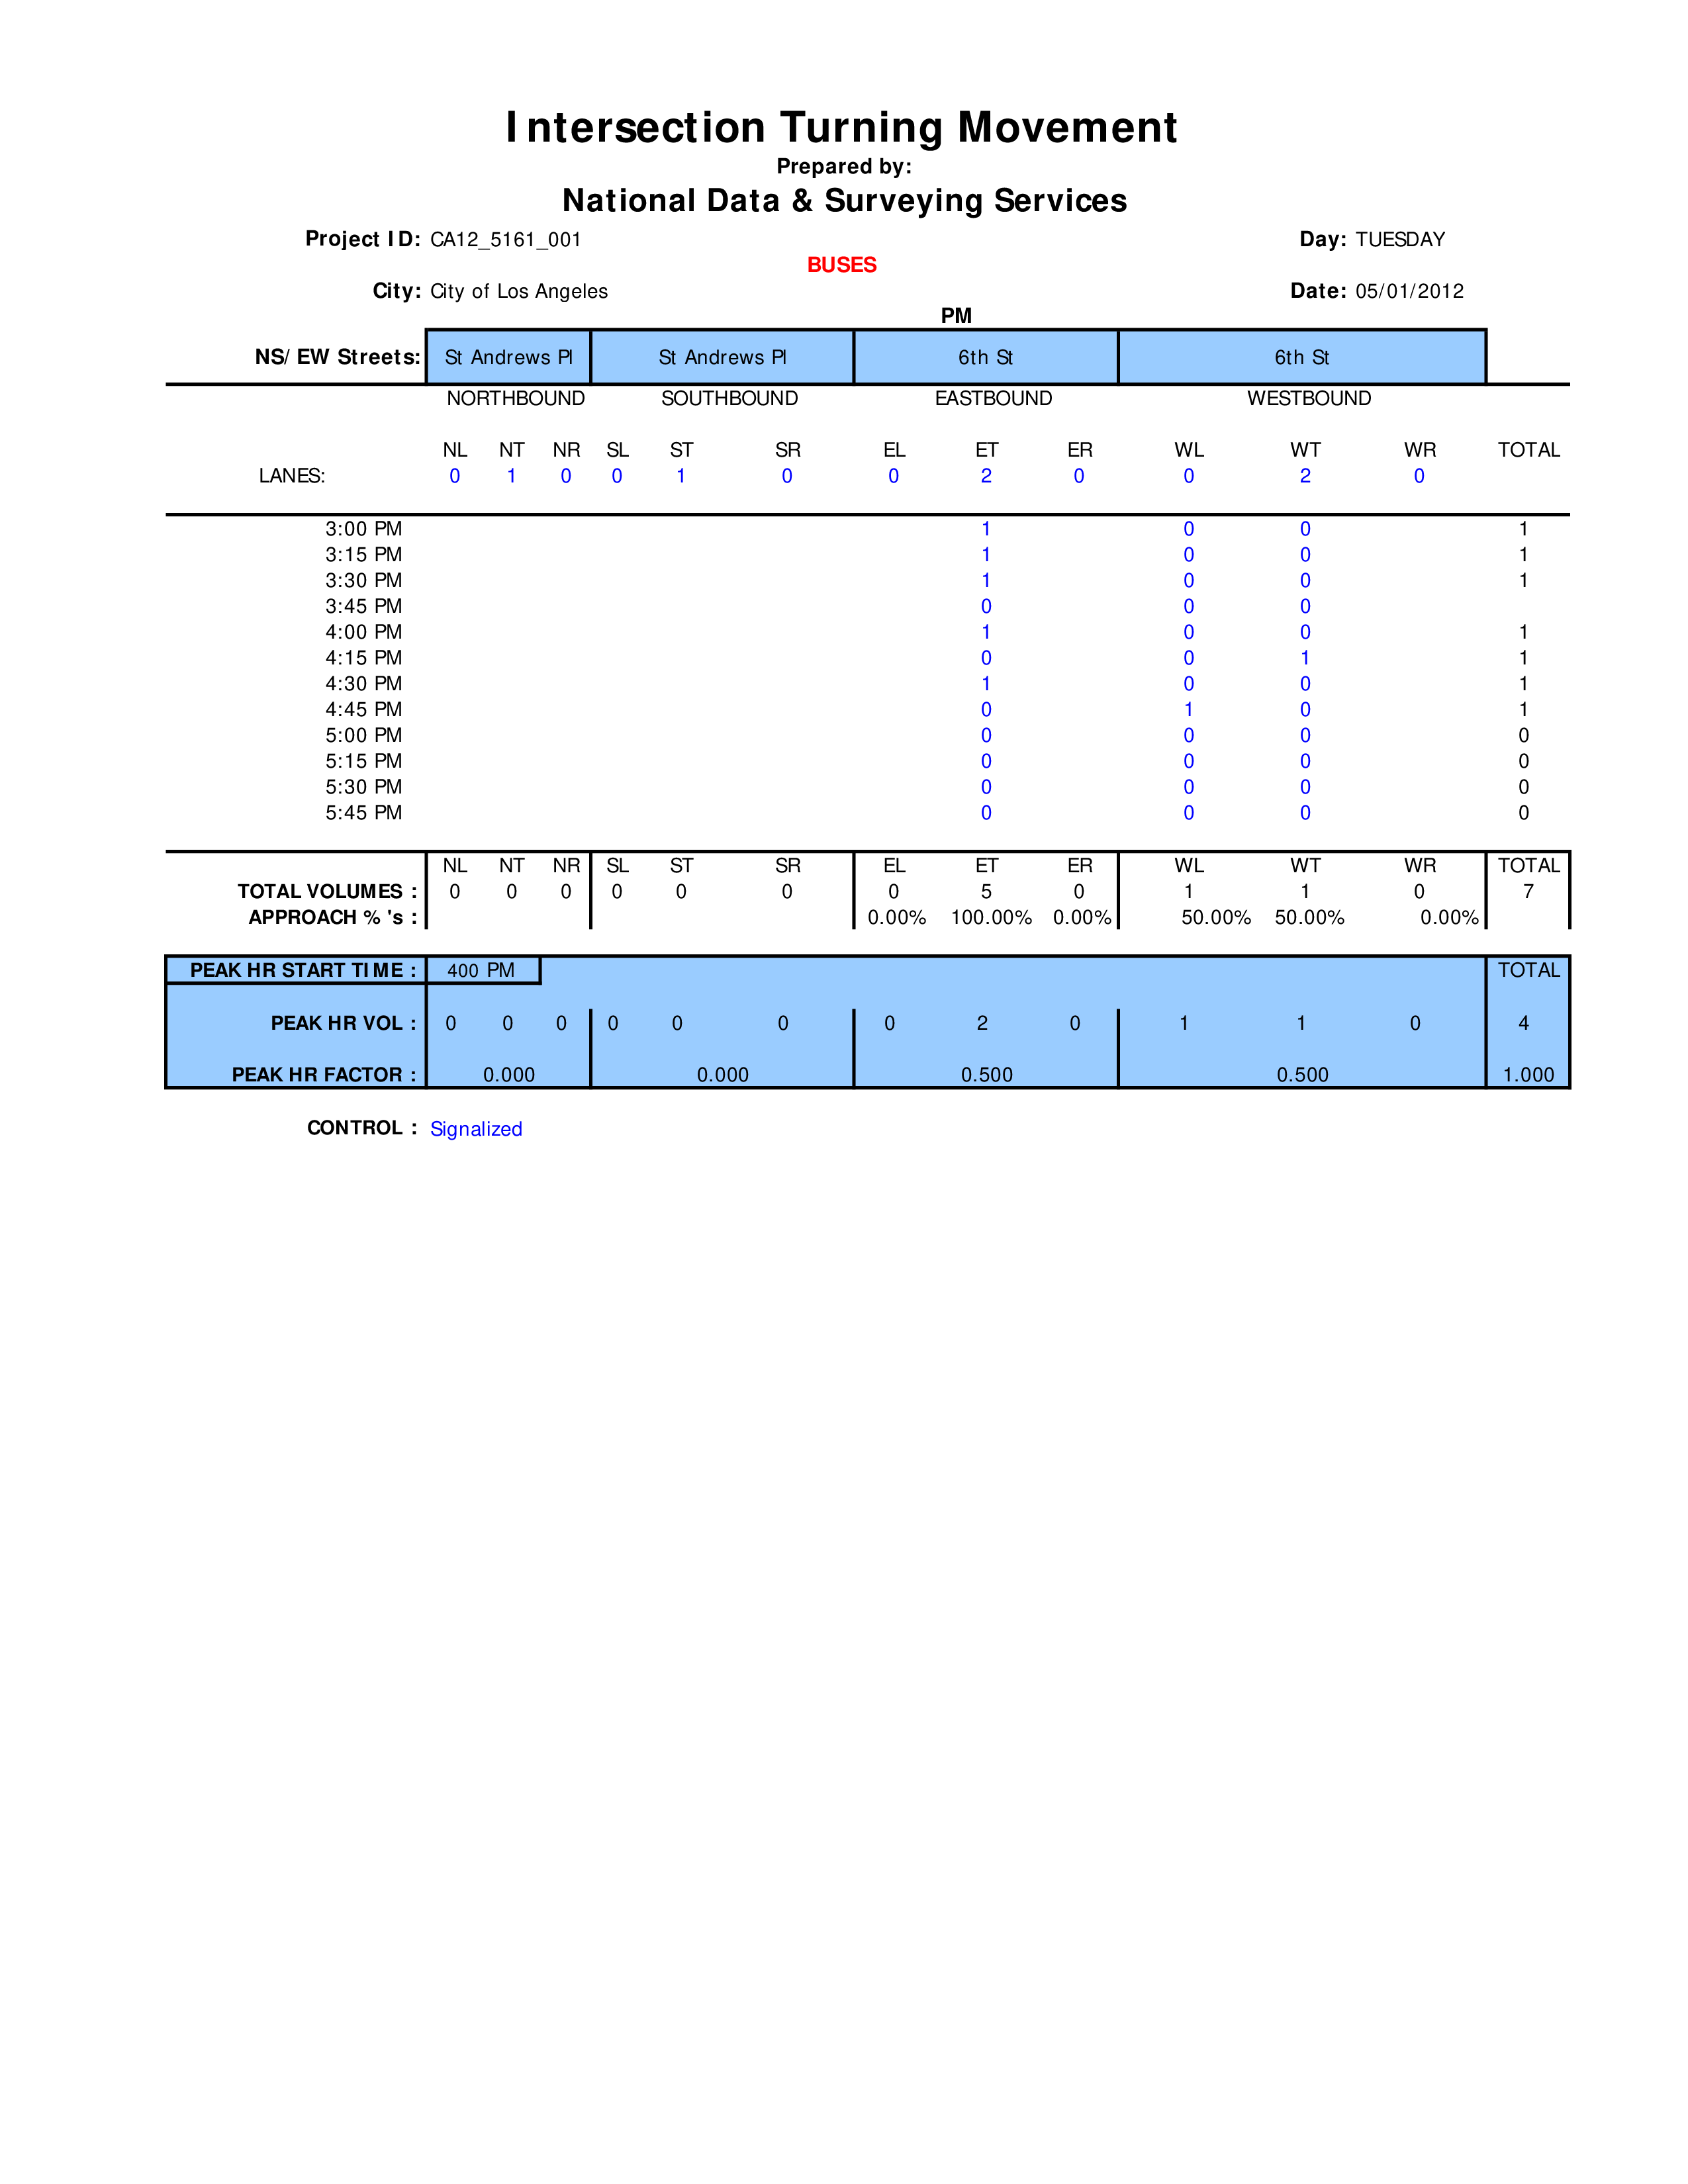 Intersection Turning Movement
Prepared by:
National Data & Surveying Services
Project ID: CA12_5161_001 Day: TUESDAY
BUSES
City: City of Los Angeles Date: 05/01/2012
PM
NS/EW Streets: St Andrews Pl St Andrews Pl 6th St 6th St
NORTHBOUND SOUTHBOUND EASTBOUND WESTBOUND
NL NT NR SL ST SR EL ET ER WL WT WR TOTAL
LANES: 0 1 0 0 1 0 0 2 0 0 2 0
3:00 PM 1 0 0 1
3:15 PM 1 0 0 1
3:30 PM 1 0 0 1
3:45 PM 0 0 0
4:00 PM 1 0 0 1
4:15 PM 0 0 1 1
4:30 PM 1 0 0 1
4:45 PM 0 1 0 1
5:00 PM 0 0 0 0
5:15 PM 0 0 0 0
5:30 PM 0 0 0 0
5:45 PM 0 0 0 0
NL NT NR SL ST SR EL ET ER WL WT WR TOTAL
TOTAL VOLUMES : 0 0 0 0 0 0 0 5 0 1 1 0 7
APPROACH %'s : 0.00% 100.00% 0.00% 50.00% 50.00% 0.00%
PEAK HR START TIME : 400 PM TOTAL
PEAK HR VOL : 0 0 0 0 0 0 0 2 0 1 1 0 4
PEAK HR FACTOR : 0.000 0.000 0.500 0.500 1.000
CONTROL : Signalized